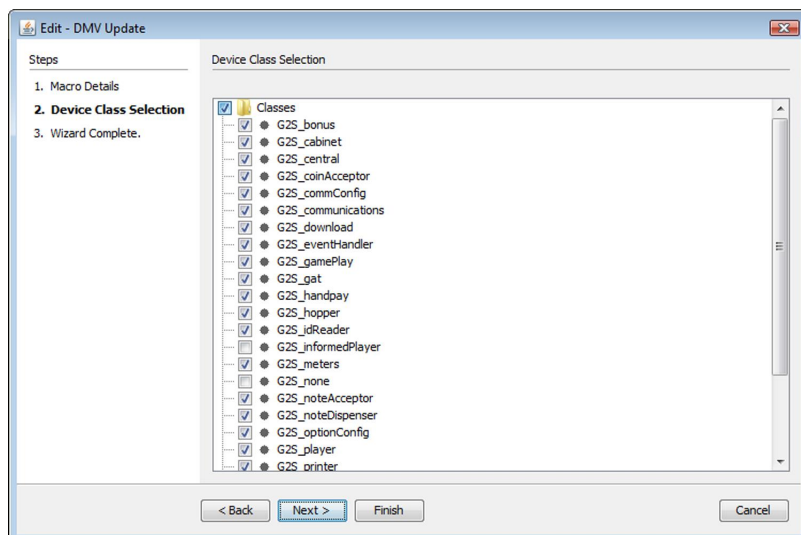 Edit - DMV Update
Steps
1. Macro Details
2. Device Class Selection
3. Wizard Complete.
Device Class Selection
Classes
G2S_bonus
G2S_cabinet
G2S_central
G2S_coinAcceptor
G2S_commConfig
G2S_communications
G2S_download
G2S_eventHandler
G2S_gamePlay
G2S_gat
G2S_handpay
G2S_hopper
G2S_idReader
G2S_informedPlayer
G2S_meters
G2S_none
G2S_noteAcceptor
G2S_noteDispenser
G2S_optionConfig
G2S_player
G2S_printer
< Back
Next >
Finish
Cancel